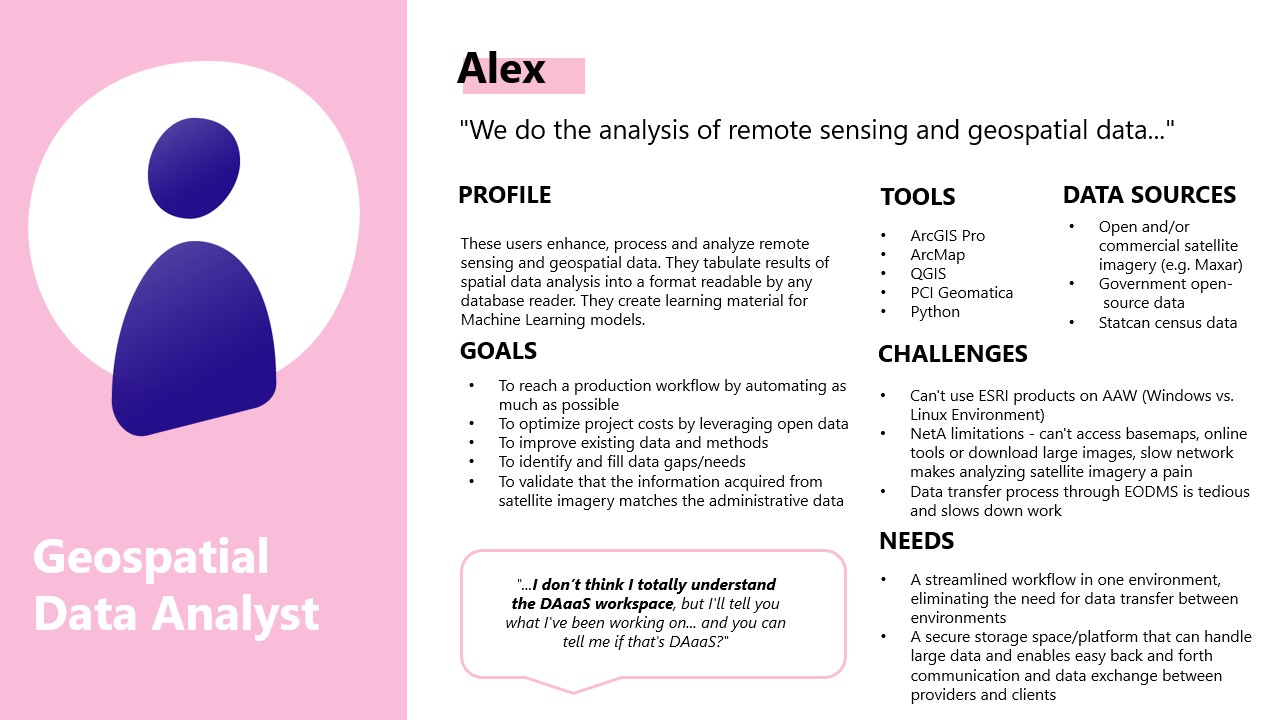 Geospatial
Data Analyst
Alex
"We do the analysis of remote sensing and geospatial data..."
PROFILE
These users enhance, process and analyze remote
sensing and geospatial data. They tabulate results of
spatial data analysis into a format readable by any
database reader. They create learning material for
Machine Learning models.
GOALS
• To reach a production workflow by automating as
much as possible
• To optimize project costs by leveraging open data
• To improve existing data and methods
• To identify and fill data gaps/needs
• To validate that the information acquired from
satellite imagery matches the administrative data
"...I don't think I totally understand
the DAaaS workspace, but I'll tell you
what I've been working on... and you can
tell me if that's DAaaS?"
TOOLS
• ArcGIS Pro
• ArcMap
• QGIS
• PCI Geomatica
• Python
DATA SOURCES
• Open and/or
commercial satellite
imagery (e.g. Maxar)
• Government open-
source data
• Statcan census data
CHALLENGES
• Can't use ESRI products on AAW (Windows vs.
Linux Environment)
• NetA limitations - can't access basemaps, online
tools or download large images, slow network
makes analyzing satellite imagery a pain
• Data transfer process through EODMS is tedious
and slows down work
NEEDS
• A streamlined workflow in one environment,
eliminating the need for data transfer between
environments
• A secure storage space/platform that can handle
large data and enables easy back and forth
communication and data exchange between
providers and clients